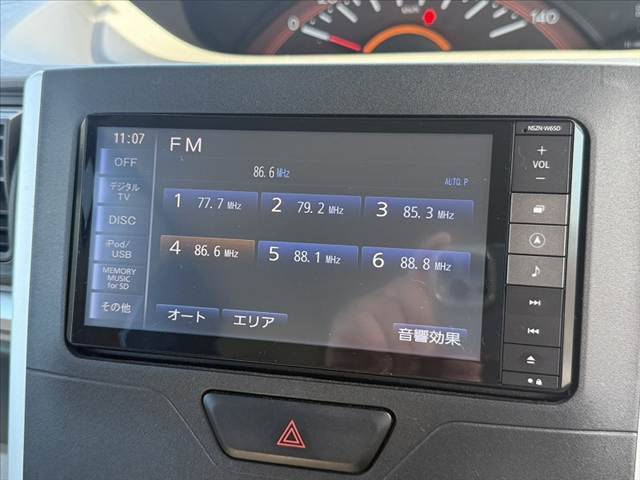 0
140
NSZN-W65D
11:07
FM
OFF
86.6 MHz
AUTO. P
デジタル
TV
1 77.7 MHz
2 79.2 MHz
3 85.3 MHz
DISC
iPod/
USB
4 86.6 MHz
5 88.1 MHz
6 88.8 MHz
MEMORY
MUSIC
for SD
その他
オート
エリア
音響効果
+
VOL
-